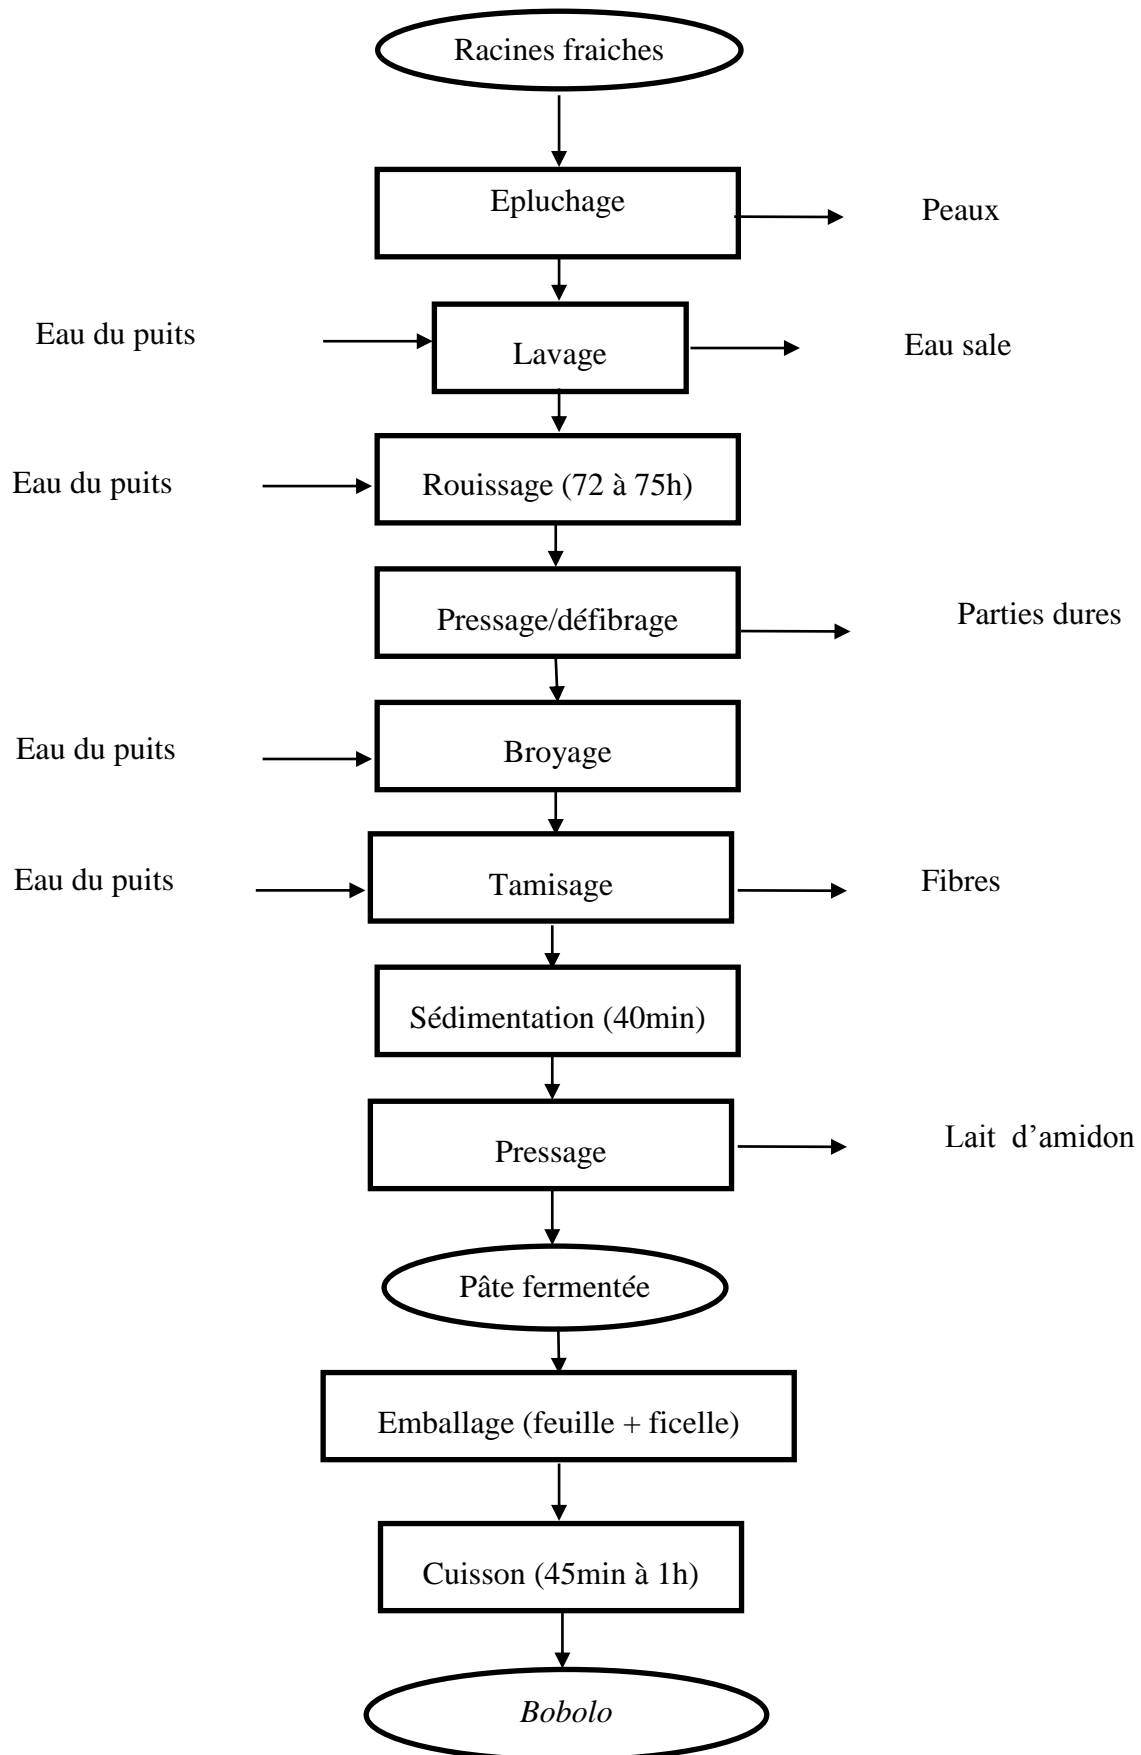 Racines fraiches
Epluchage
Peaux
Eau du puits
Lavage
Eau sale
Eau du puits
Rouissage (72 à 75h)
Pressage/défibrage
Parties dures
Eau du puits
Broyage
Eau du puits
Tamisage
Fibres
Sédimentation (40min)
Pressage
Lait d’amidon
Pâte fermentée
Emballage (feuille + ficelle)
Cuisson (45min à 1h)
Bobolo